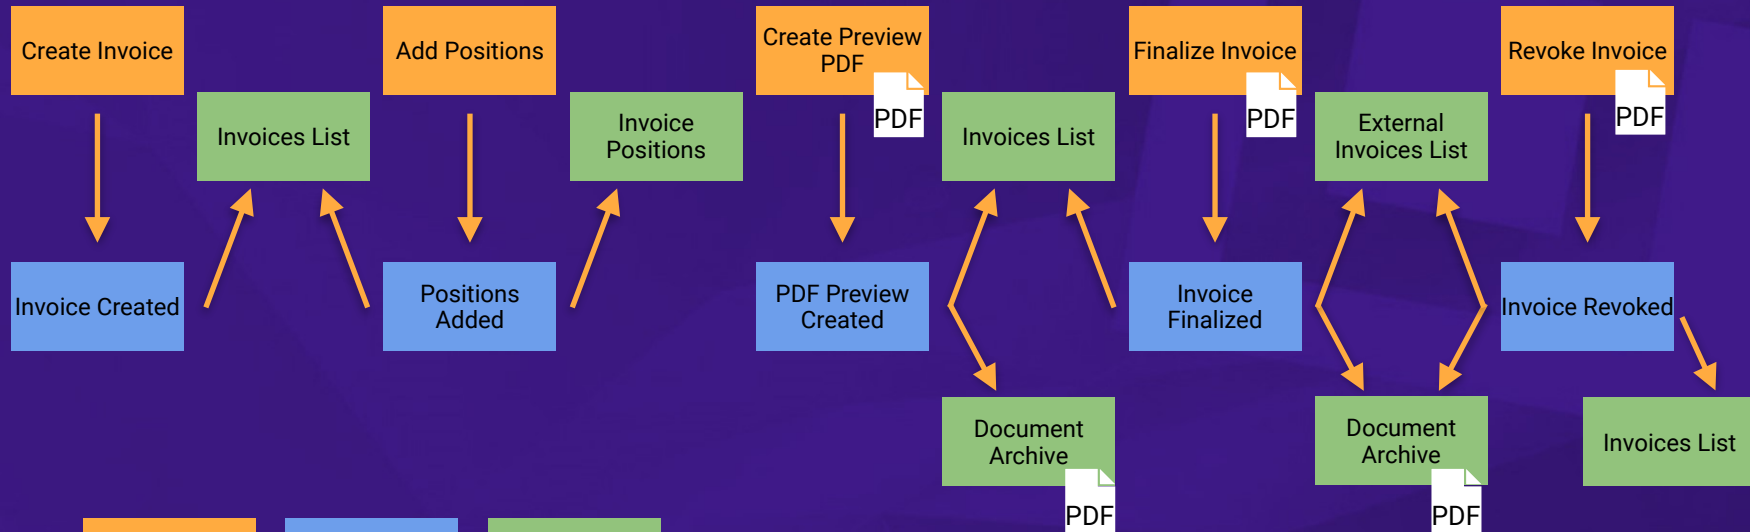 Create Invoice
Add Positions
Create Preview
PDF
PDF
Finalize Invoice
PDF
Revoke Invoice
PDF
Invoices List
Invoice
Positions
Invoices List
External
Invoices List
Invoice Created
Positions
Added
PDF Preview
Created
Invoice
Finalized
Invoice Revoked
Document
Archive
PDF
Document
Archive
PDF
Invoices List